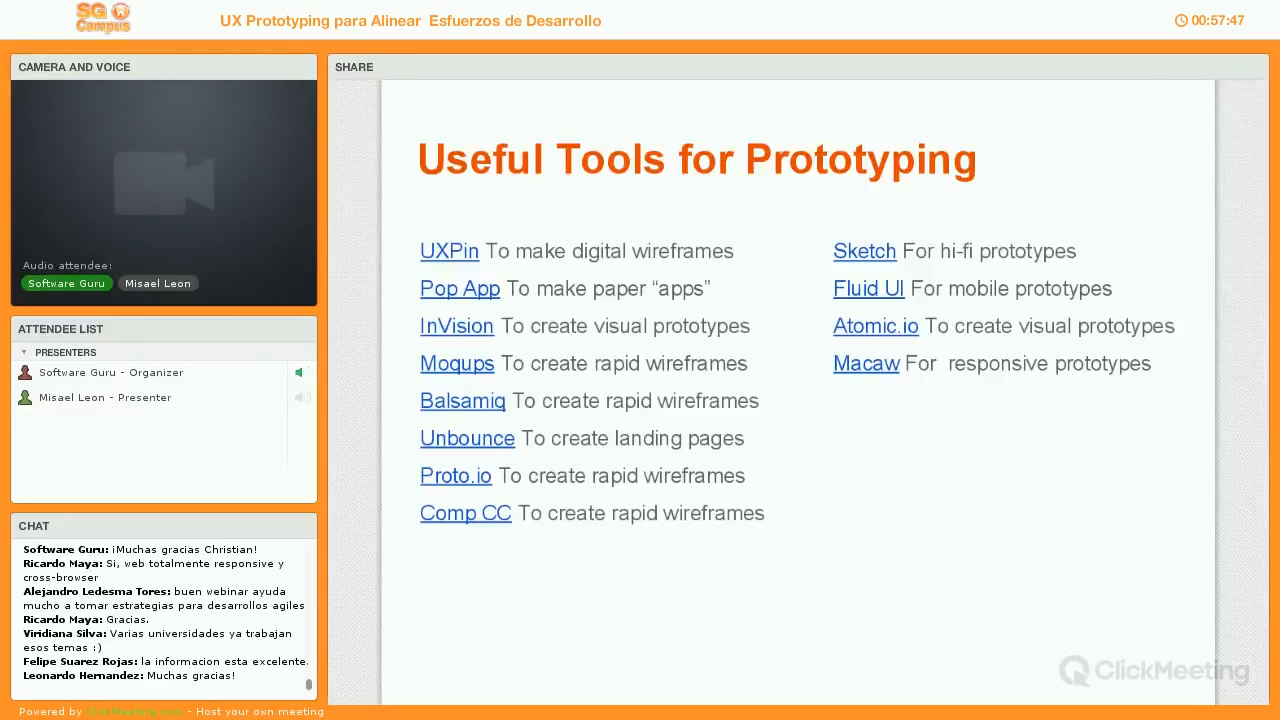 SG
Campus
UX Prototyping para Alinear Esfuerzos de Desarrollo
00:57:47
CAMERA AND VOICE
Audio attendee:
Software Guru
Misael Leon
ATTENDEE LIST
PRESENTERS
Software Guru - Organizer
Misael Leon - Presenter
CHAT
Software Guru: ¡Muchas gracias Christian!
Ricardo Maya: Si, web totalmente responsive y
cross-browser
Alejandro Ledesma Tores: buen webinar ayuda
mucho a tomar estrategias para desarrollos agiles
Ricardo Maya: Gracias.
Viridiana Silva: Varias universidades ya trabajan
esos temas :)
Felipe Suarez Rojas: la informacion esta excelente.
Leonardo Hernandez: Muchas gracias!
Powered by ClickMeeting.com - Host your own meeting
SHARE
Useful Tools for Prototyping
UXPin To make digital wireframes
Pop App To make paper “apps”
InVision To create visual prototypes
Moqups To create rapid wireframes
Balsamiq To create rapid wireframes
Unbounce To create landing pages
Proto.io To create rapid wireframes
Comp CC To create rapid wireframes
Sketch For hi-fi prototypes
Fluid UI For mobile prototypes
Atomic.io To create visual prototypes
Macaw For responsive prototypes
ClickMeeting